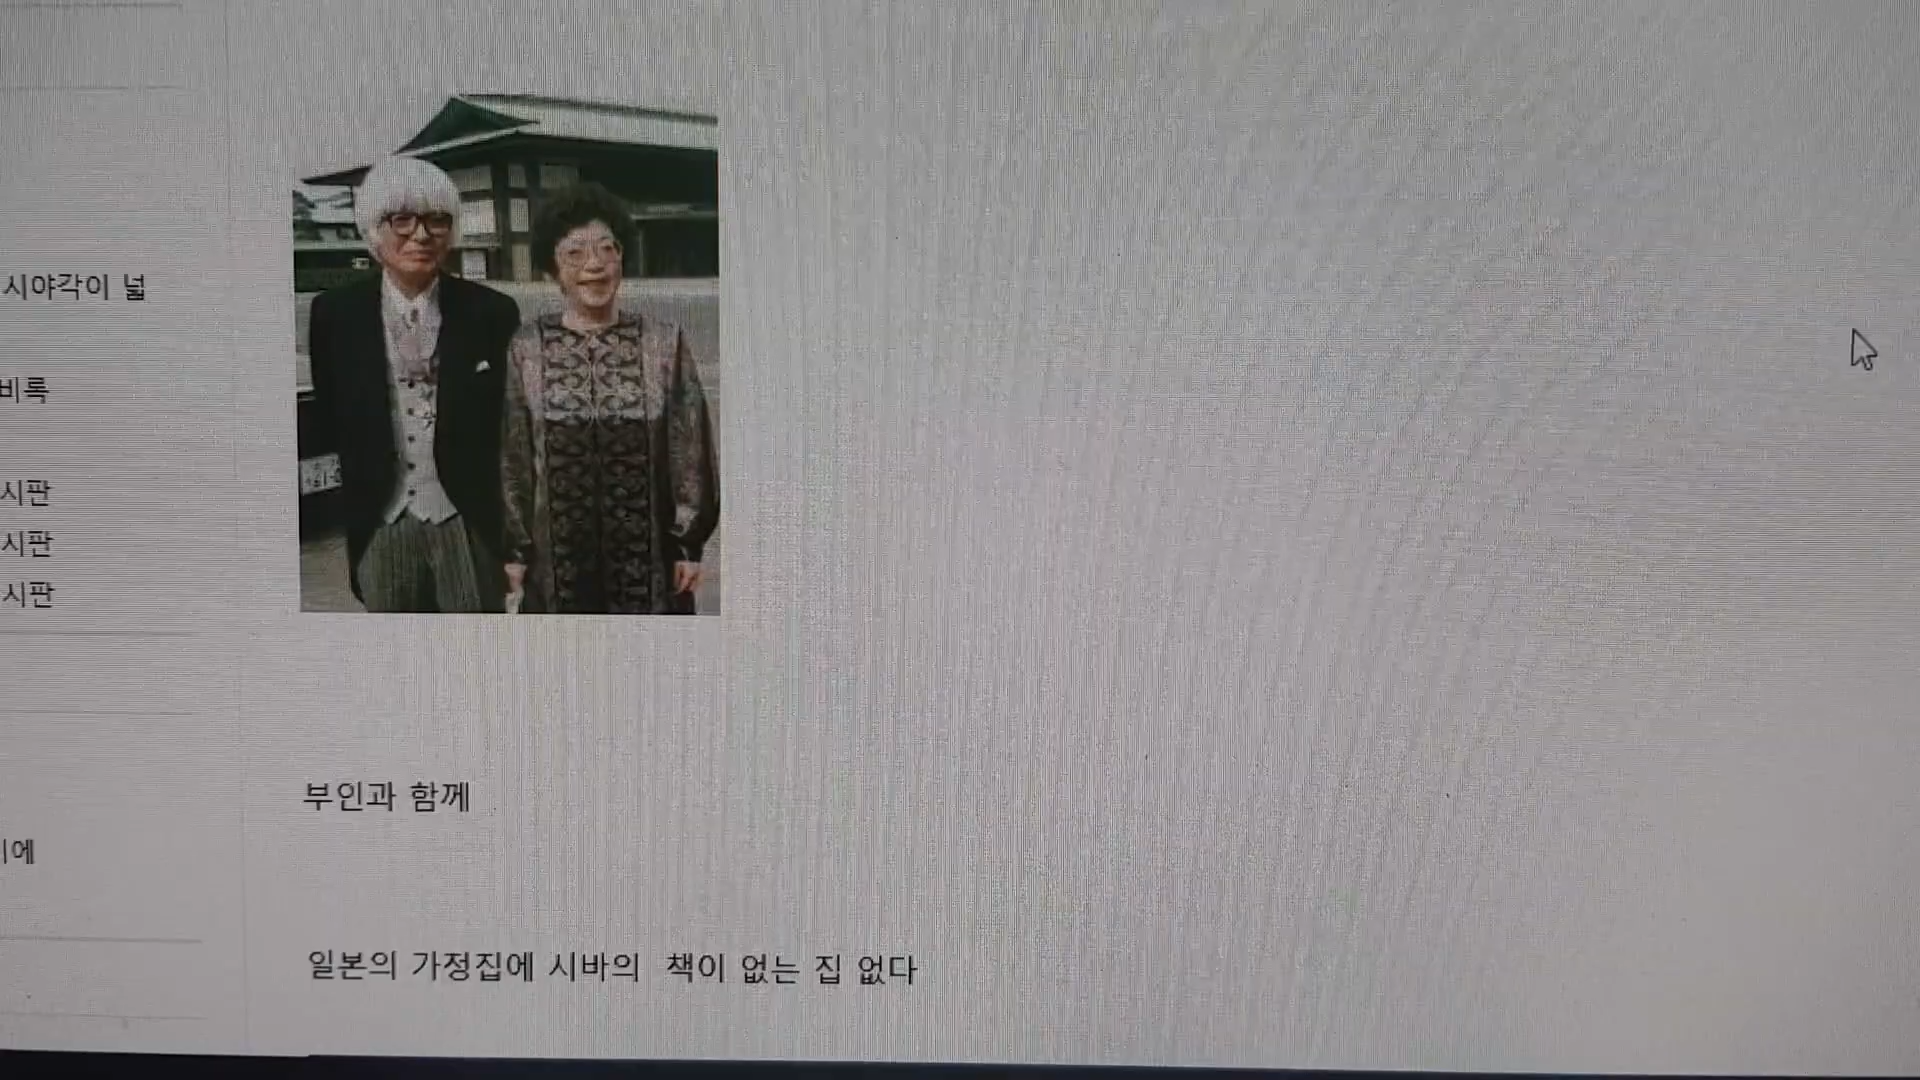 시야각이 넓
비록
시판
시판
시판
에
부인과 함께
일본의 가정집에 시바의 책이 없는 집 없다